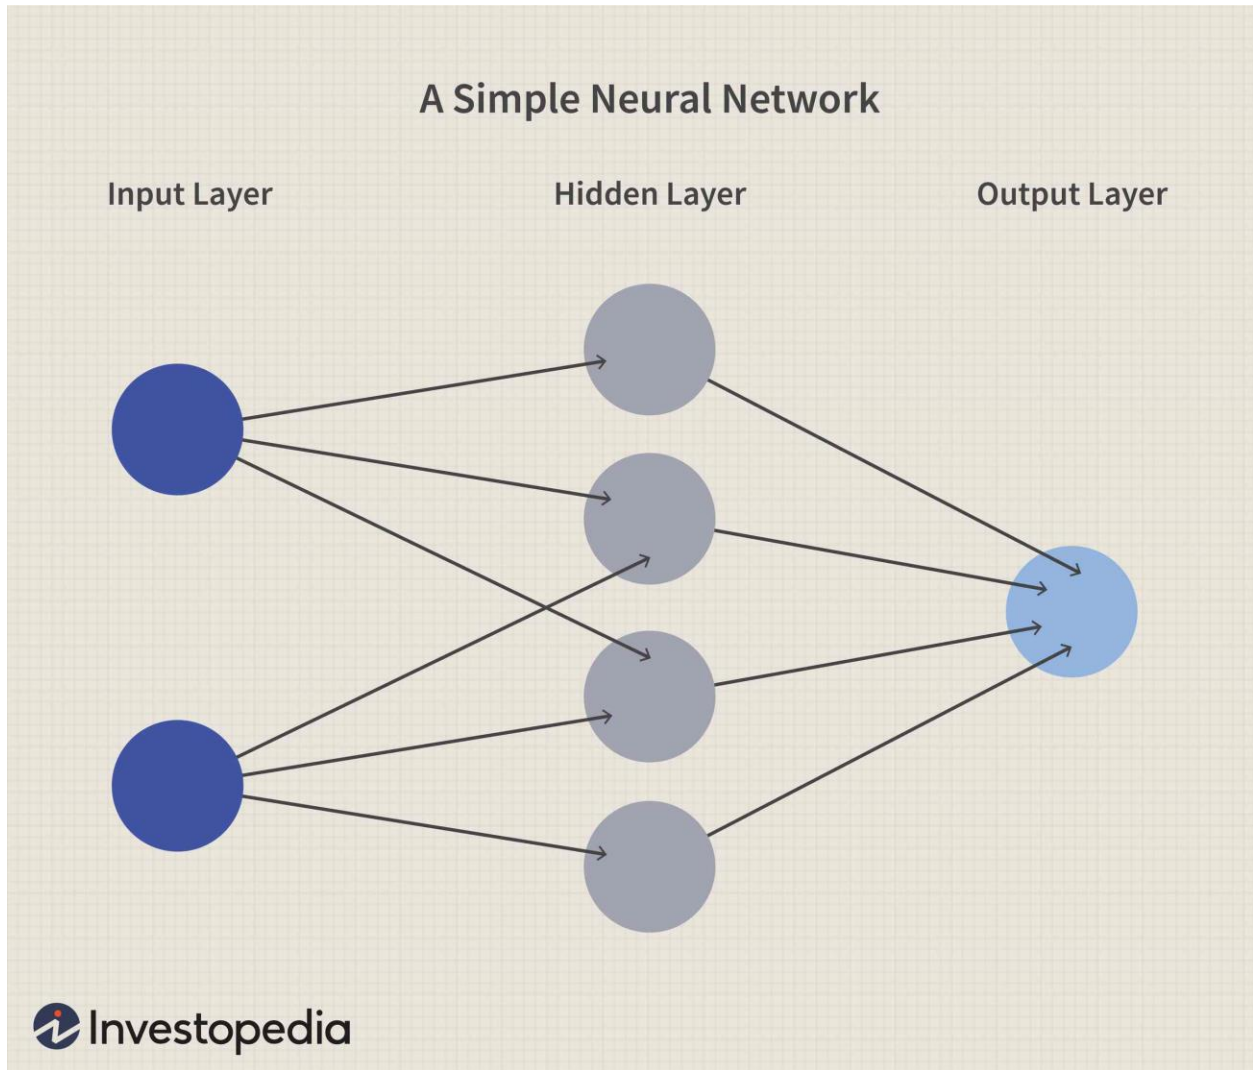 A Simple Neural Network
Input Layer Hidden Layer Output Layer
Investopedia